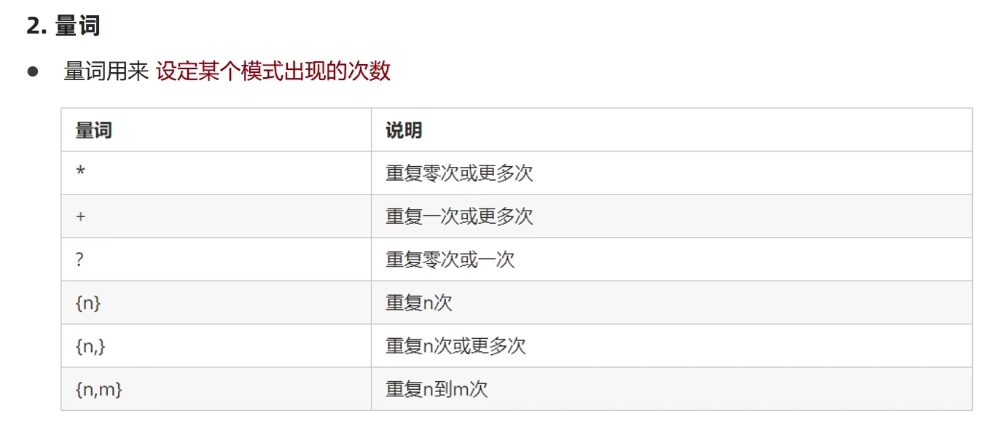 2. 量词
● 量词用来 设定某个模式出现的次数
量词 说明
* 重复零次或更多次
+ 重复一次或更多次
? 重复零次或一次
{n} 重复n次
{n,} 重复n次或更多次
{n,m} 重复n到m次